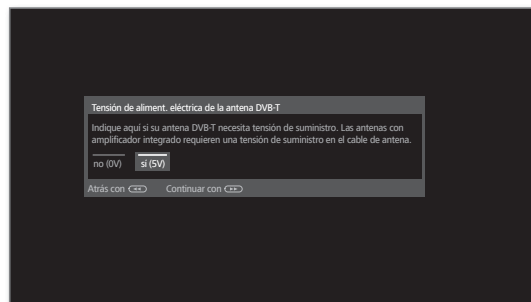 Tensión de aliment. eléctrica de la antena DVB-T
Indique aquí si su antena DVB-T necesita tensión de suministro. Las antenas con
amplificador integrado requieren una tensión de suministro en el cable de antena.
no (0V) sí (5V)
Atrás con Continuar con